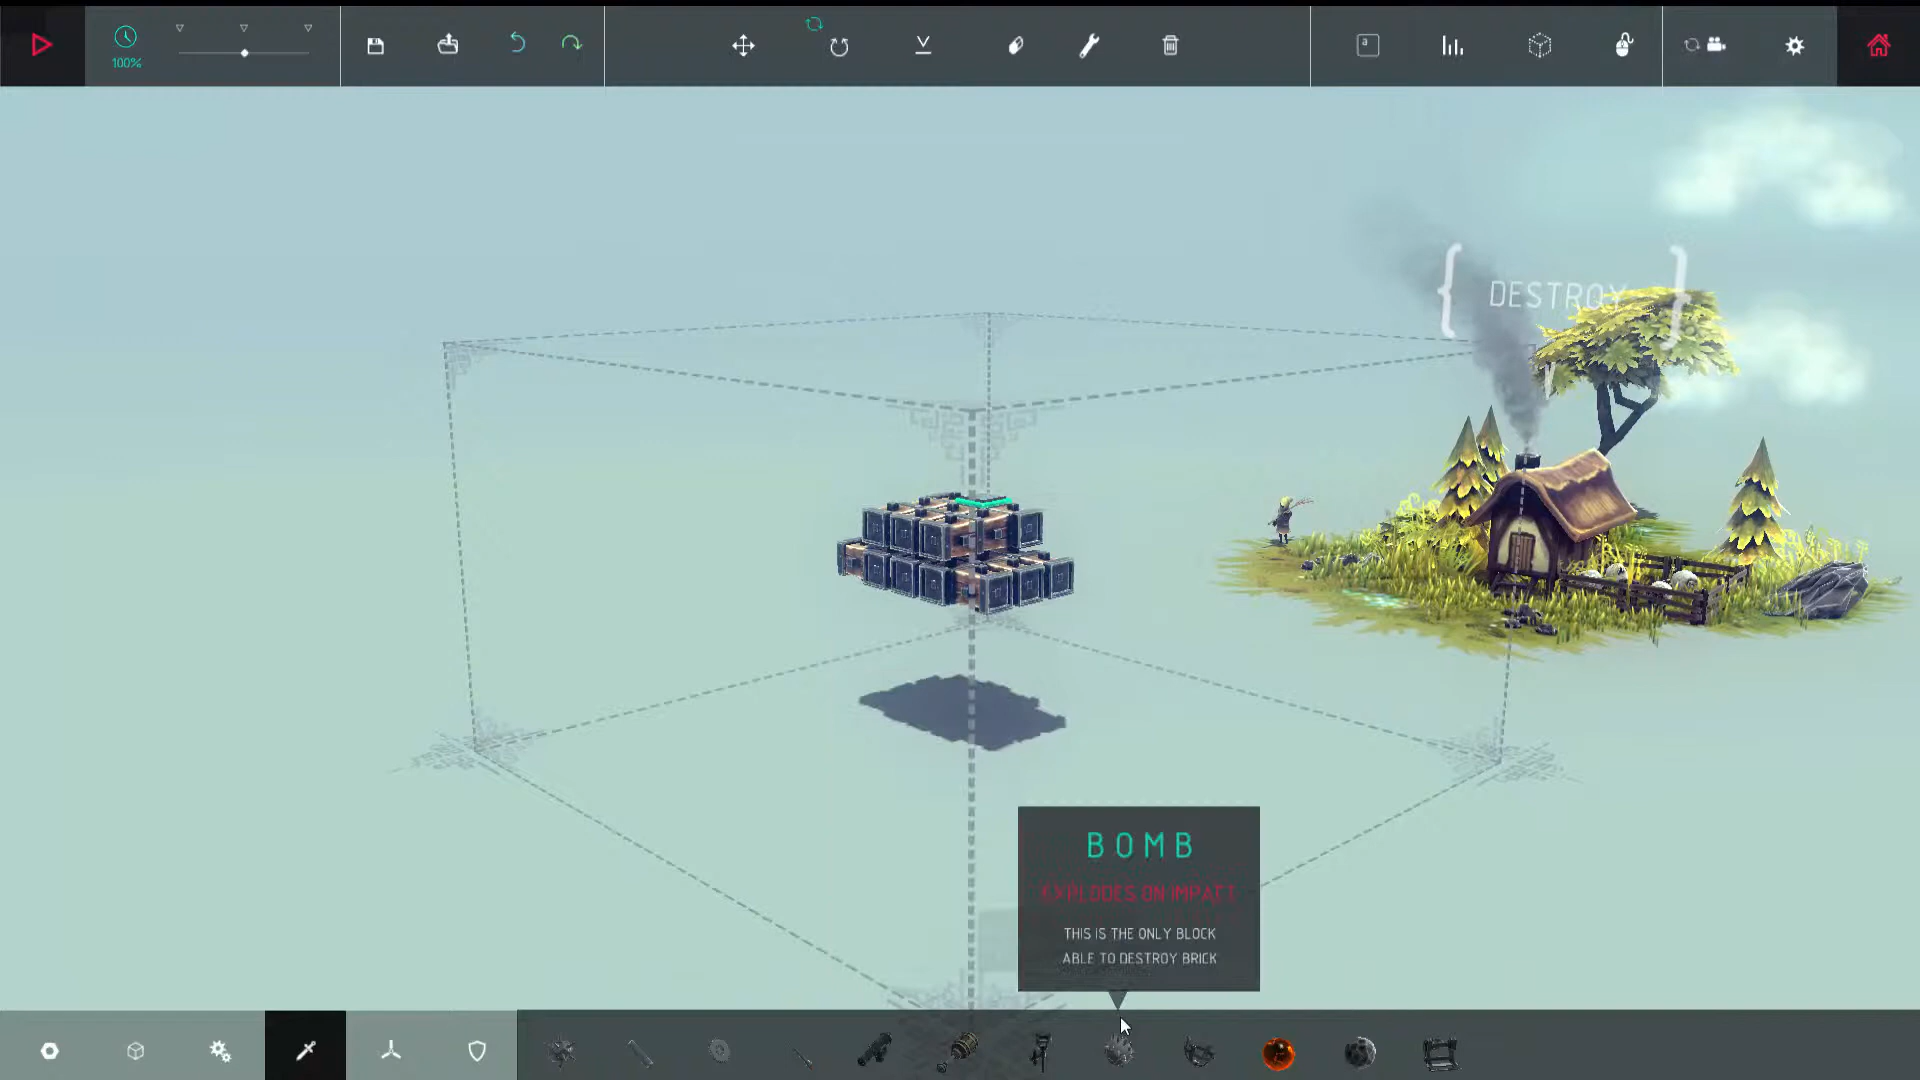 100%
a
{ DESTROY }
BOMB
EXPLODES ON IMPACT
THIS IS THE ONLY BLOCK
ABLE TO DESTROY BRICK